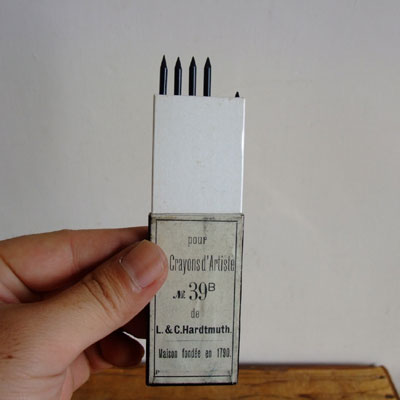 pour
Crayons d'Artiste
№ 39B
de
L. & C. Hardtmuth.
Maison fondée en 1790.